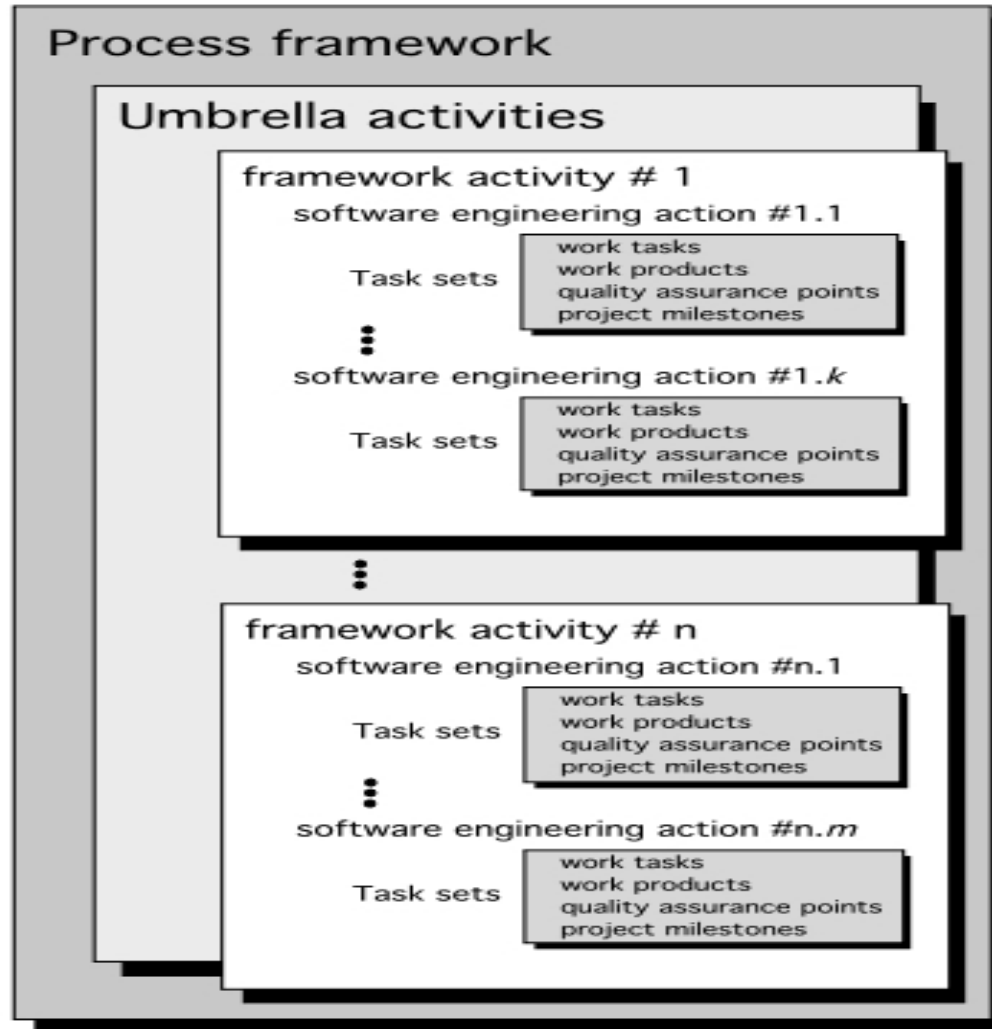 Process framework
Umbrella activities
framework activity # 1
software engineering action #1.1
Task sets
work tasks
work products
quality assurance points
project milestones
software engineering action #1.k
Task sets
work tasks
work products
quality assurance points
project milestones
framework activity # n
software engineering action #n.1
Task sets
work tasks
work products
quality assurance points
project milestones
software engineering action #n.m
Task sets
work tasks
work products
quality assurance points
project milestones